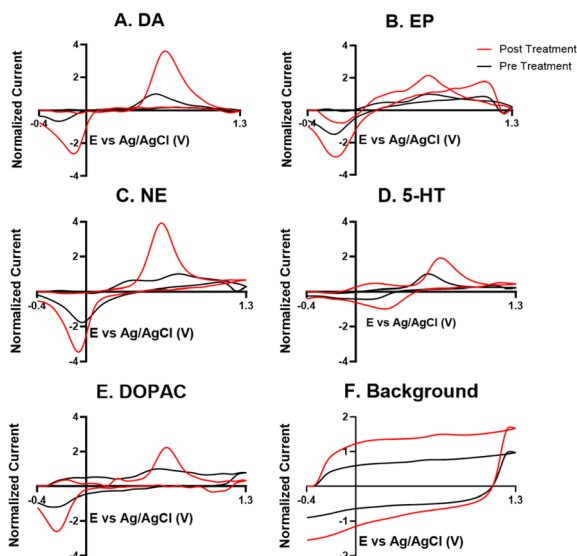 A. DA
Normalized Current
4
2
-0.4
1.3
E vs Ag/AgCl (V)
-2
-4
B. EP
Post Treatment
Pre Treatment
Normalized Current
4
2
-0.4
1.3
E vs Ag/AgCl (V)
-2
-4
C. NE
Normalized Current
4
2
-0.4
1.3
E vs Ag/AgCl (V)
-2
-4
D. 5-HT
Normalized Current
4
2
-0.4
1.3
E vs Ag/AgCl (V)
-2
-4
E. DOPAC
Normalized Current
4
2
-0.4
1.3
E vs Ag/AgCl (V)
-2
-4
F. Background
Normalized Current
2
1
-0.4
1.3
-1
E vs Ag/AgCl (V)
-2